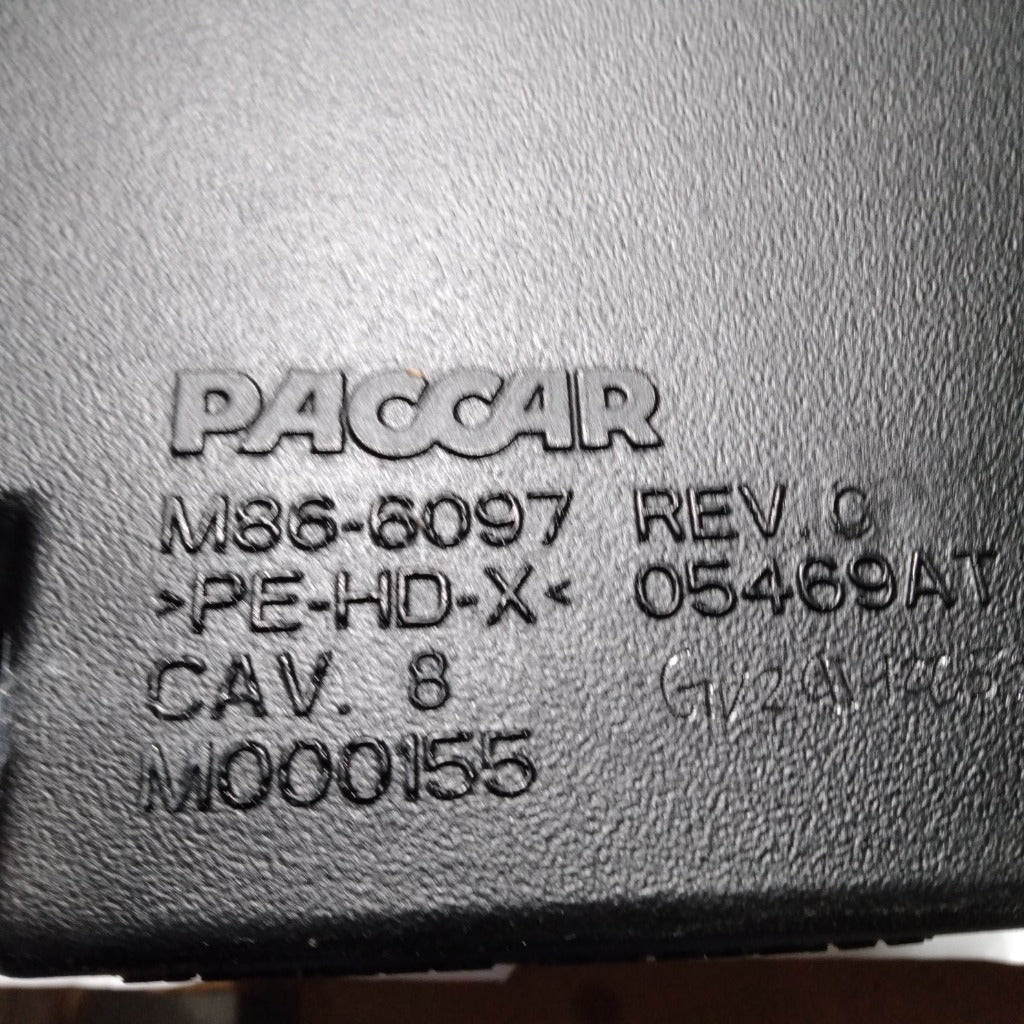 PACCAR
M86-6097 REV. C
>PE-HD-X< 05469AT
CAV. 8
M000155